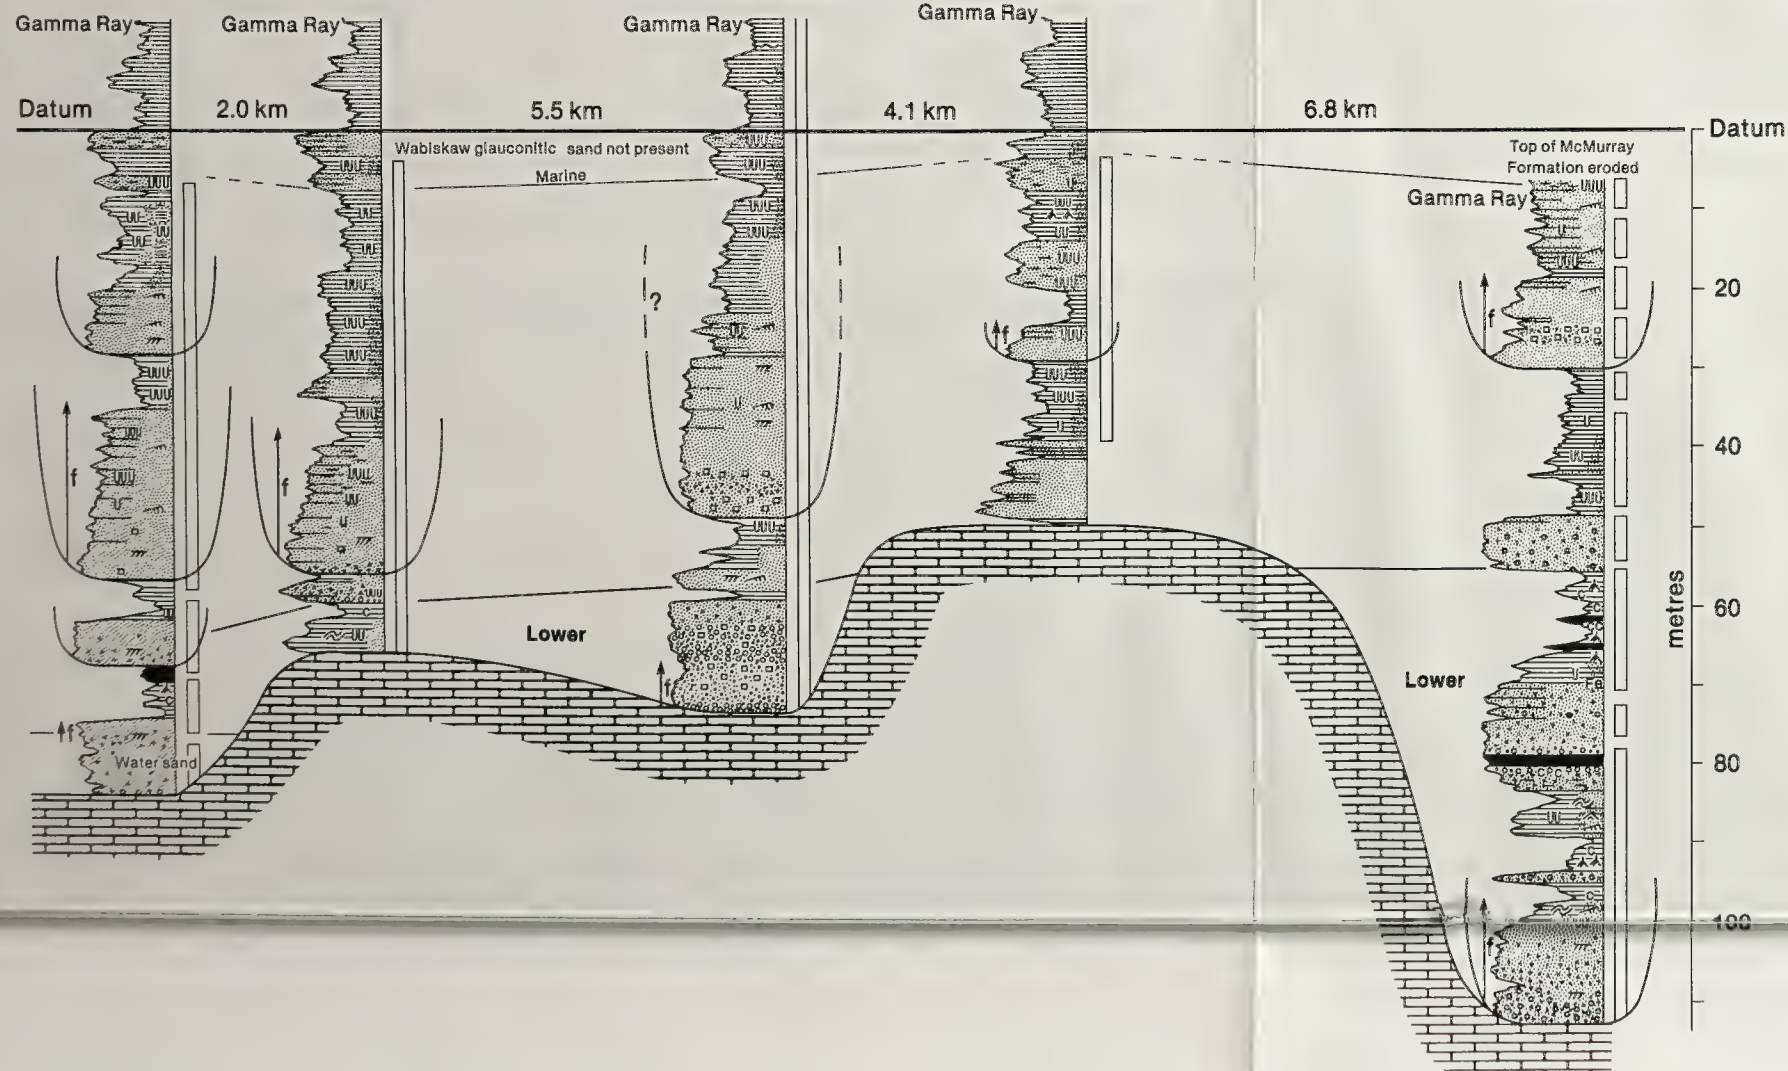 Gamma Ray
Gamma Ray
Gamma Ray
Gamma Ray
Datum
2.0 km
5.5 km
4.1 km
6.8 km
Datum
Wabiskaw glauconitic sand not present
Marine
Top of McMurray
Formation eroded
Gamma Ray
?
f
f
f
f
20
40
60
metres
Lower
f
Lower
f
Water sand
Fe
80
100
f